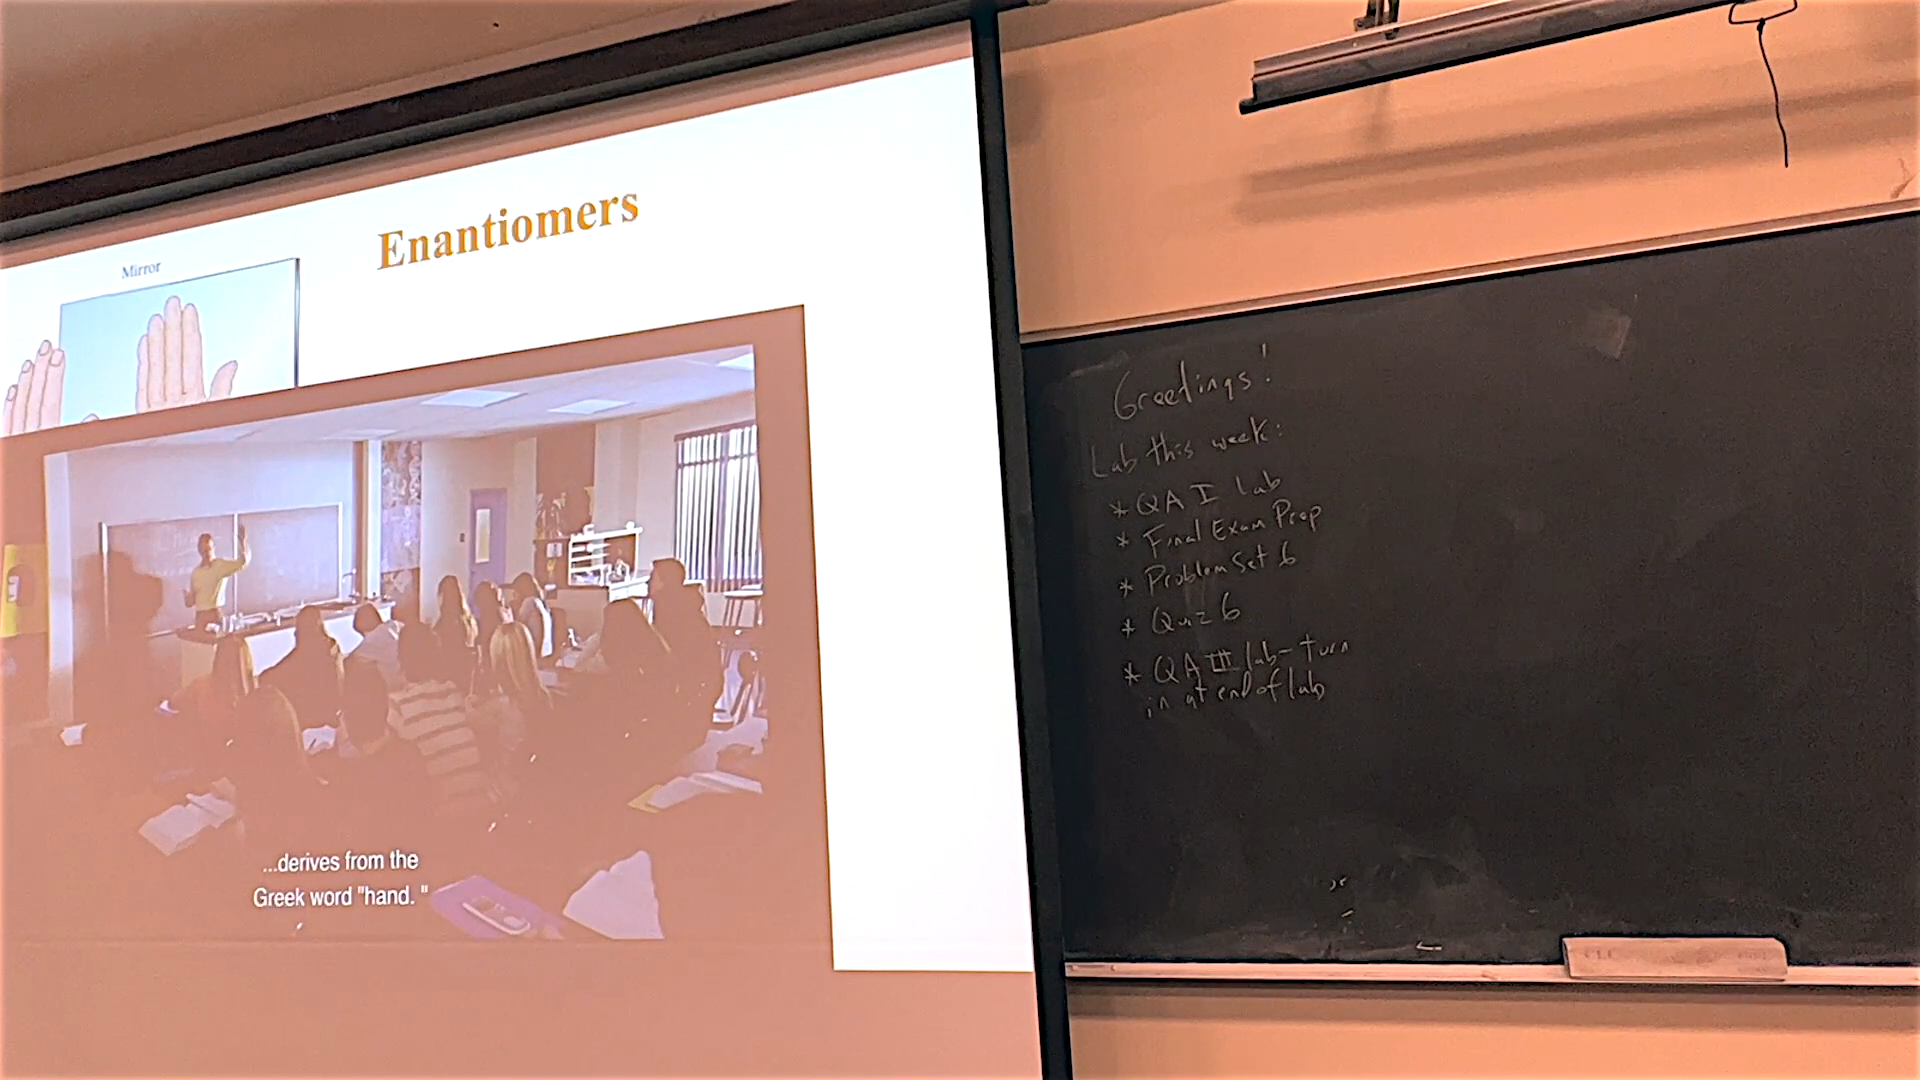 Enantiomers
Mirror
...derives from the
Greek word "hand. "
Greetings!
Lab this week:
* QA I Lab
* Final Exam Prep
* Problem Set 6
* Quiz 6
* QA III lab- turn
in at end of lab